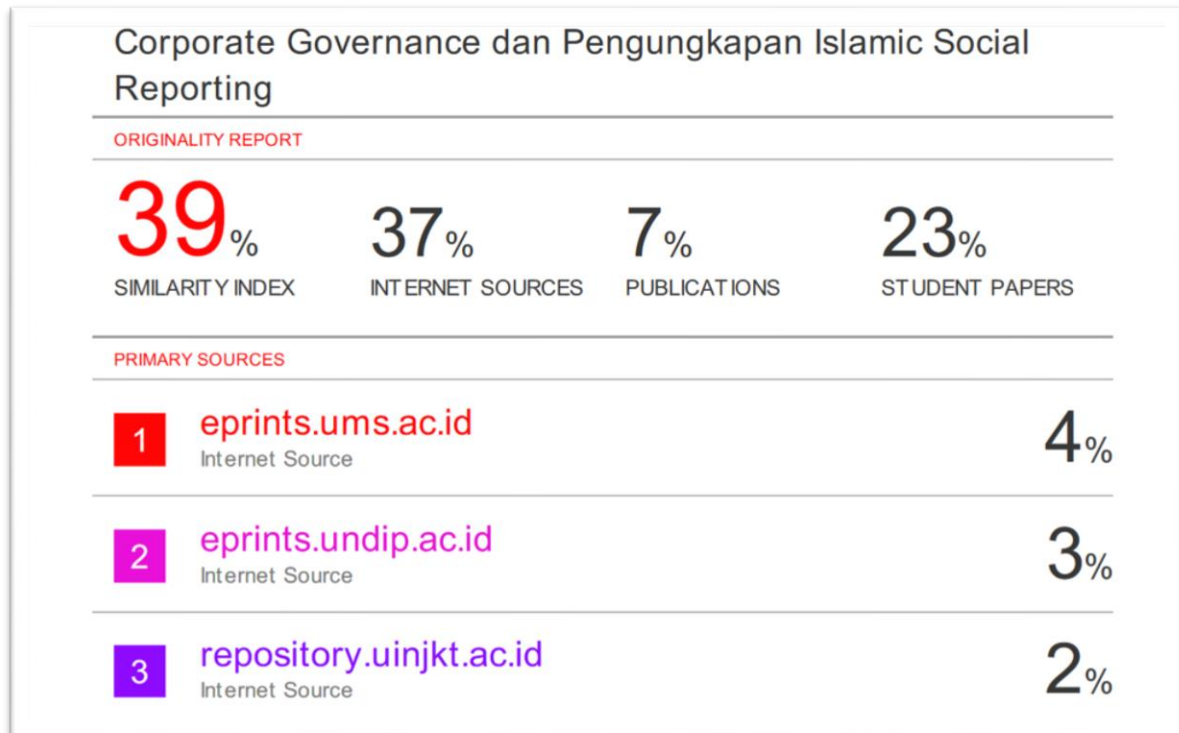 Corporate Governance dan Pengungkapan Islamic Social
Reporting
ORIGINALITY REPORT
39% 37% 7% 23%
SIMILARITY INDEX INTERNET SOURCES PUBLICATIONS STUDENT PAPERS
PRIMARY SOURCES
1 eprints.ums.ac.id 4%
Internet Source
2 eprints.undip.ac.id 3%
Internet Source
3 repository.uinjkt.ac.id 2%
Internet Source